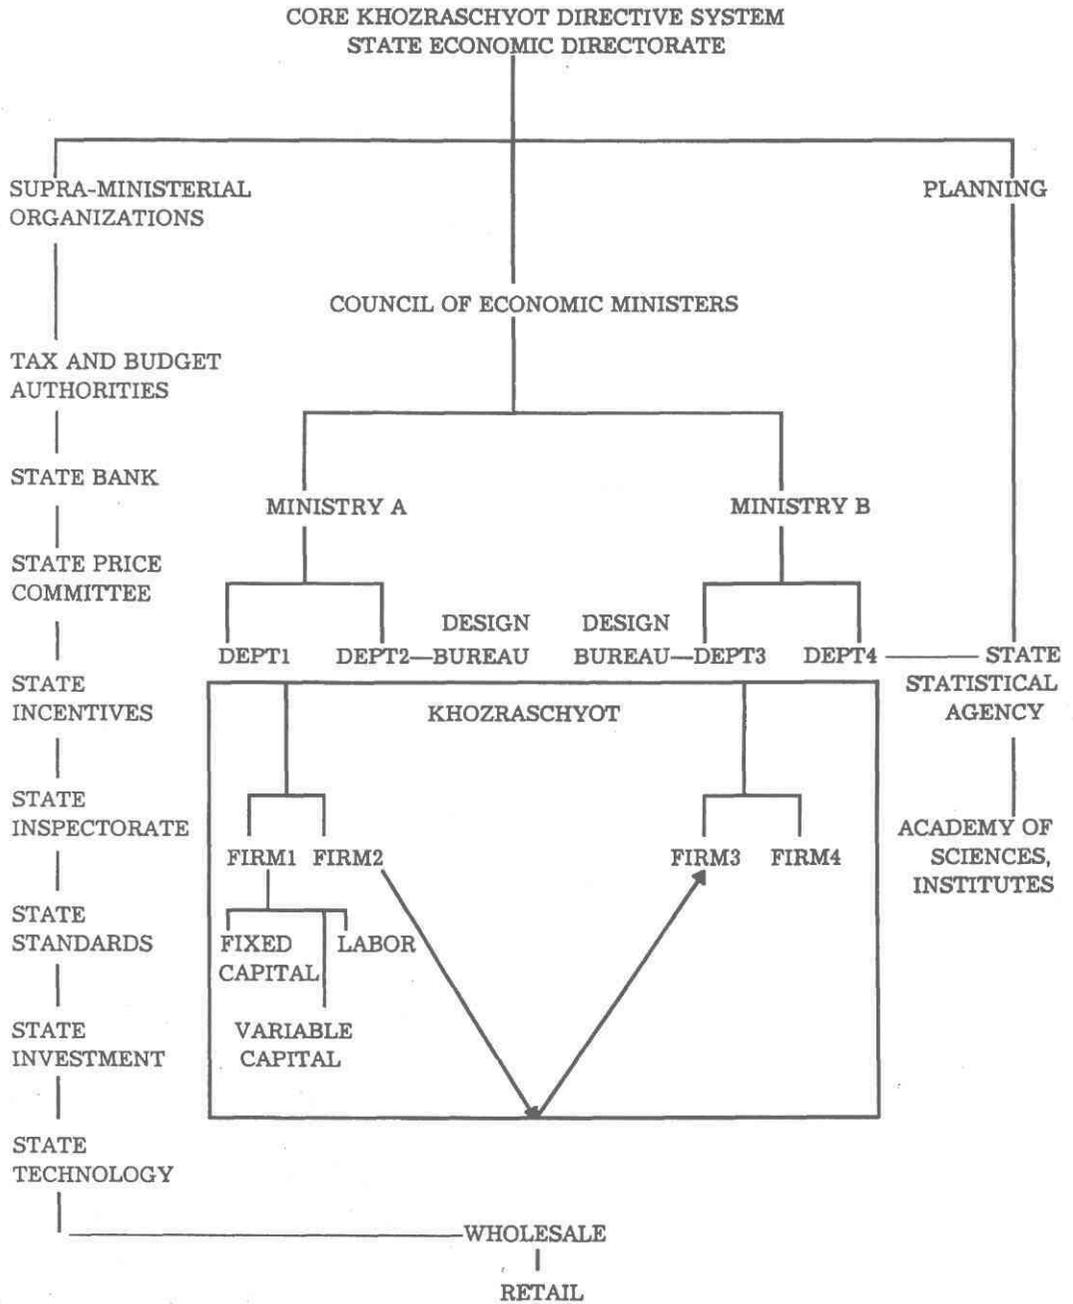 CORE KHOZRASCHYOT DIRECTIVE SYSTEM
STATE ECONOMIC DIRECTORATE
SUPRA-MINISTERIAL
ORGANIZATIONS
PLANNING
COUNCIL OF ECONOMIC MINISTERS
TAX AND BUDGET
AUTHORITIES
STATE BANK
MINISTRY A
MINISTRY B
STATE PRICE
COMMITTEE
DESIGN
DESIGN
DEPT1
DEPT2—BUREAU
BUREAU—DEPT3
DEPT4
STATE
STATISTICAL
AGENCY
STATE
INCENTIVES
KHOZRASCHYOT
STATE
INSPECTORATE
FIRM1
FIRM2
FIRM3
FIRM4
ACADEMY OF
SCIENCES,
INSTITUTES
STATE
STANDARDS
FIXED
CAPITAL
LABOR
VARIABLE
CAPITAL
STATE
INVESTMENT
STATE
TECHNOLOGY
WHOLESALE
RETAIL